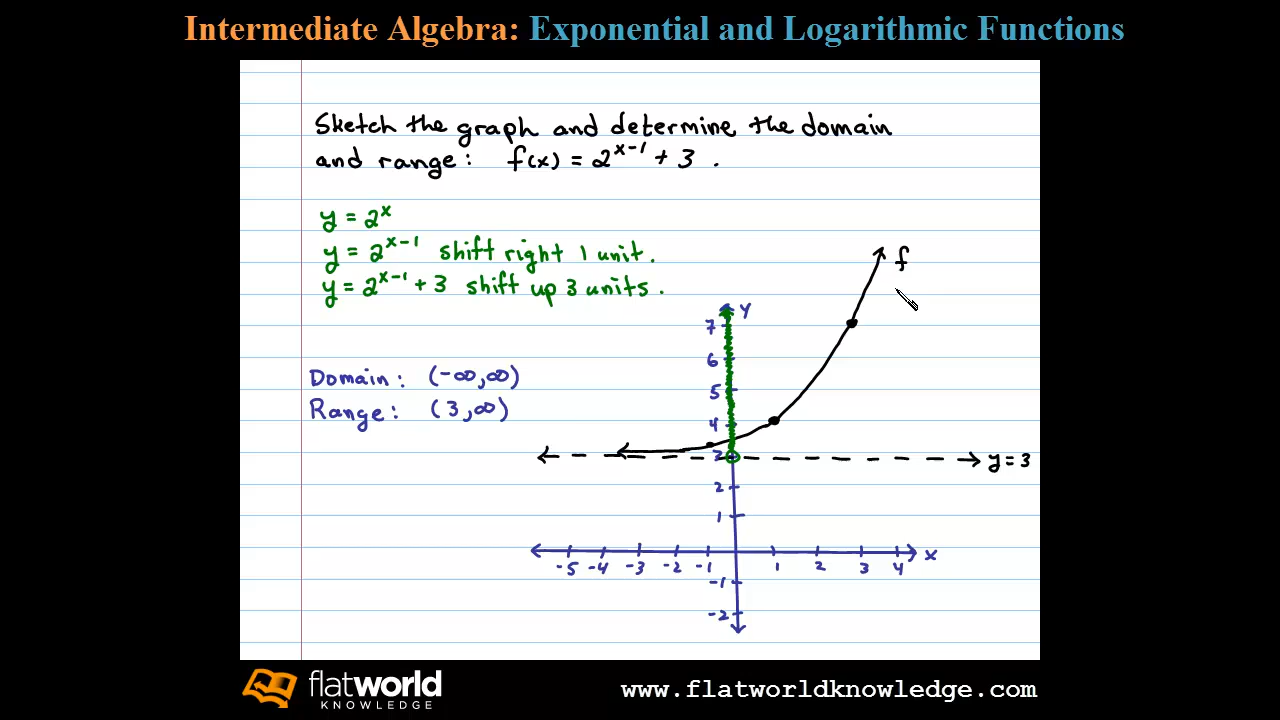 Intermediate Algebra: Exponential and Logarithmic Functions
Sketch the graph and determine the domain
and range: f(x) = 2^(x-1) + 3 .
y = 2^x
y = 2^(x-1) shift right 1 unit.
y = 2^(x-1) + 3 shift up 3 units.
f
y
7
6
Domain: (-∞,∞)
5
Range: (3,∞)
4
3
y = 3
2
1
x
-5 -4 -3 -2 -1 1 2 3 4
-1
-2
flatworld
KNOWLEDGE
www.flatworldknowledge.com